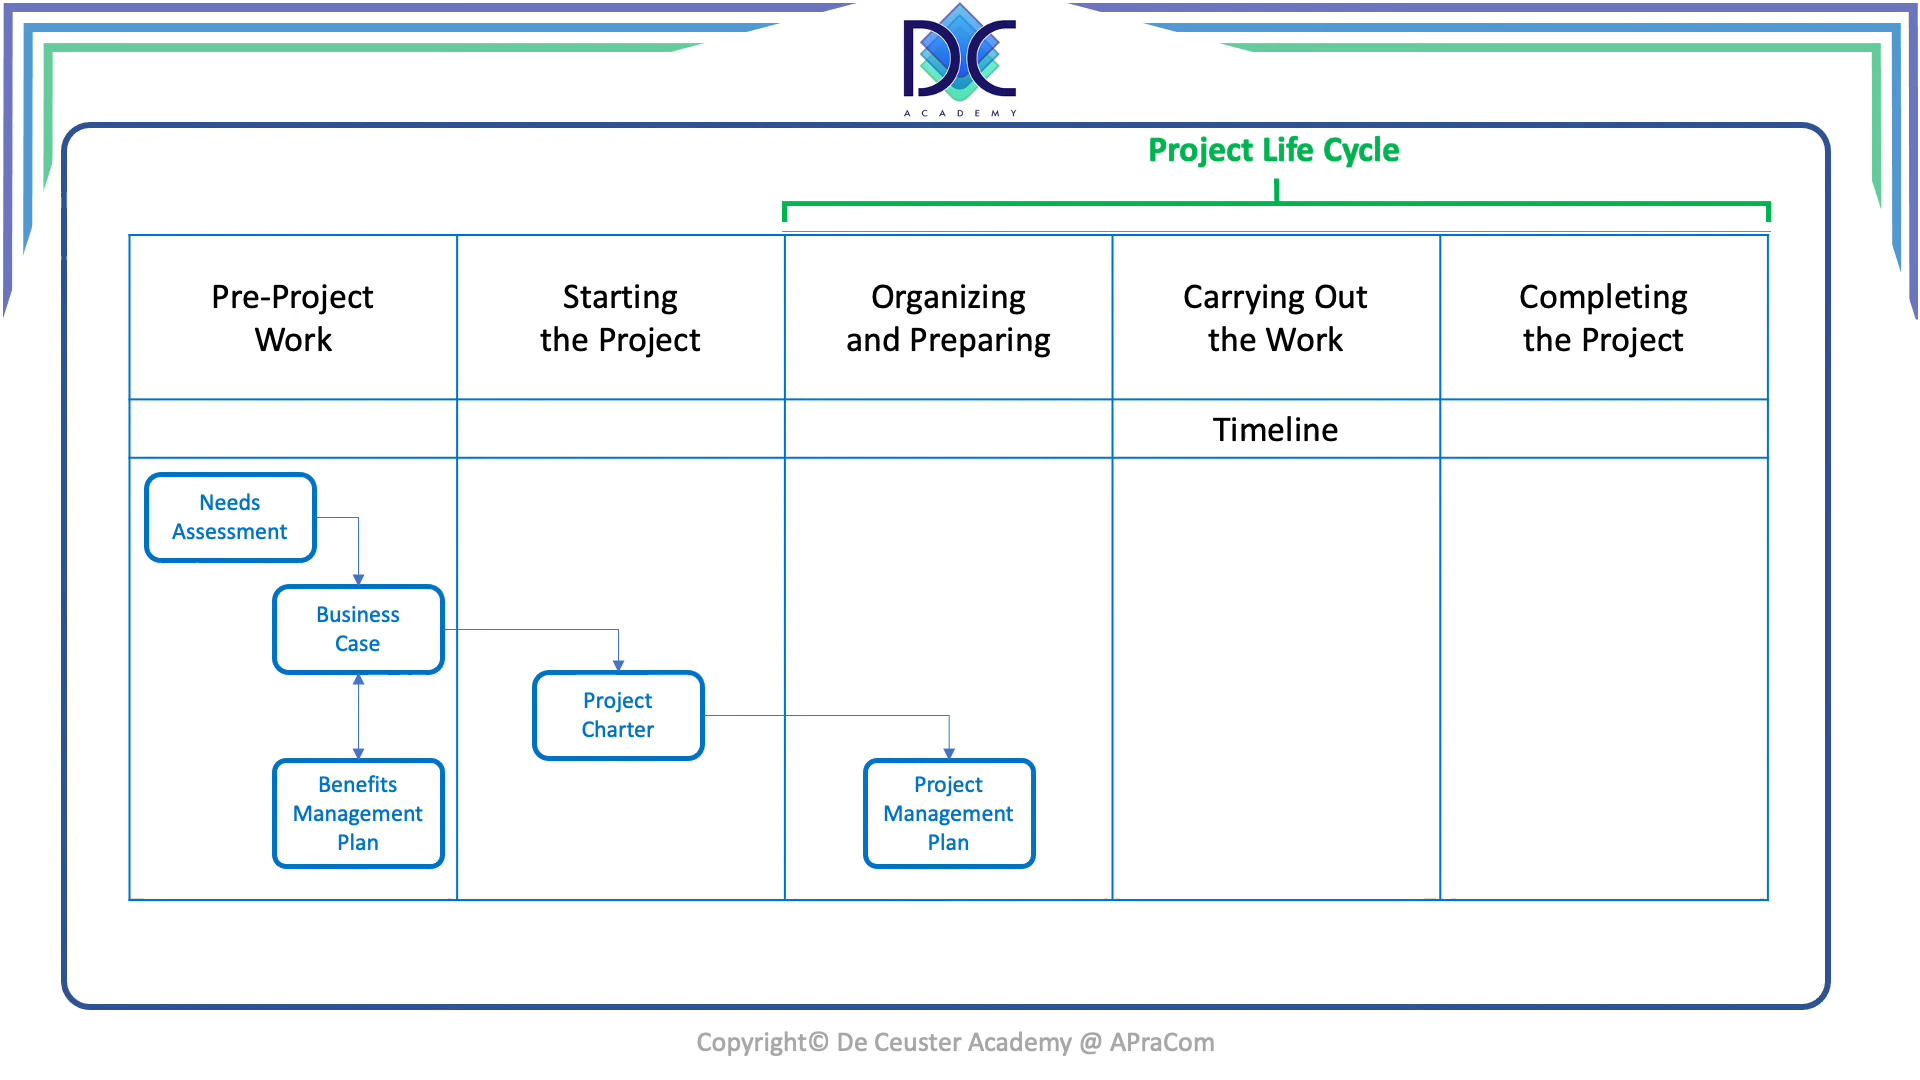 DC
ACADEMY
Project Life Cycle
Pre-Project
Work
Starting
the Project
Organizing
and Preparing
Carrying Out
the Work
Completing
the Project
Timeline
Needs
Assessment
Business
Case
Project
Charter
Benefits
Management
Plan
Project
Management
Plan
Copyright© De Ceuster Academy @ APraCom